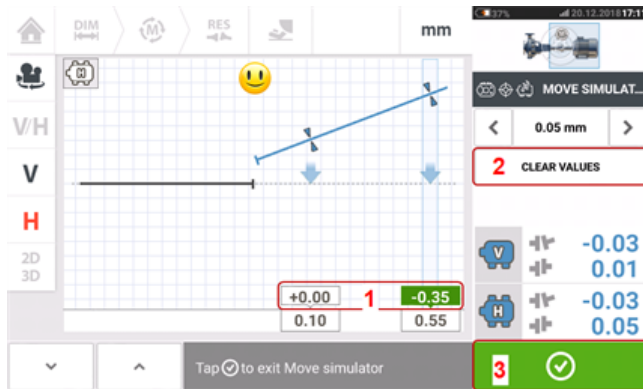 DIM
M
RES
mm
37%
20.12.2018 17:1
H
MOVE SIMULAT...
V/H
0.05 mm
V
2 CLEAR VALUES
H
2D
3D
V -0.03
0.01
+0.00 1 -0.35
0.10 0.55
H -0.03
0.05
Tap to exit Move simulator
3